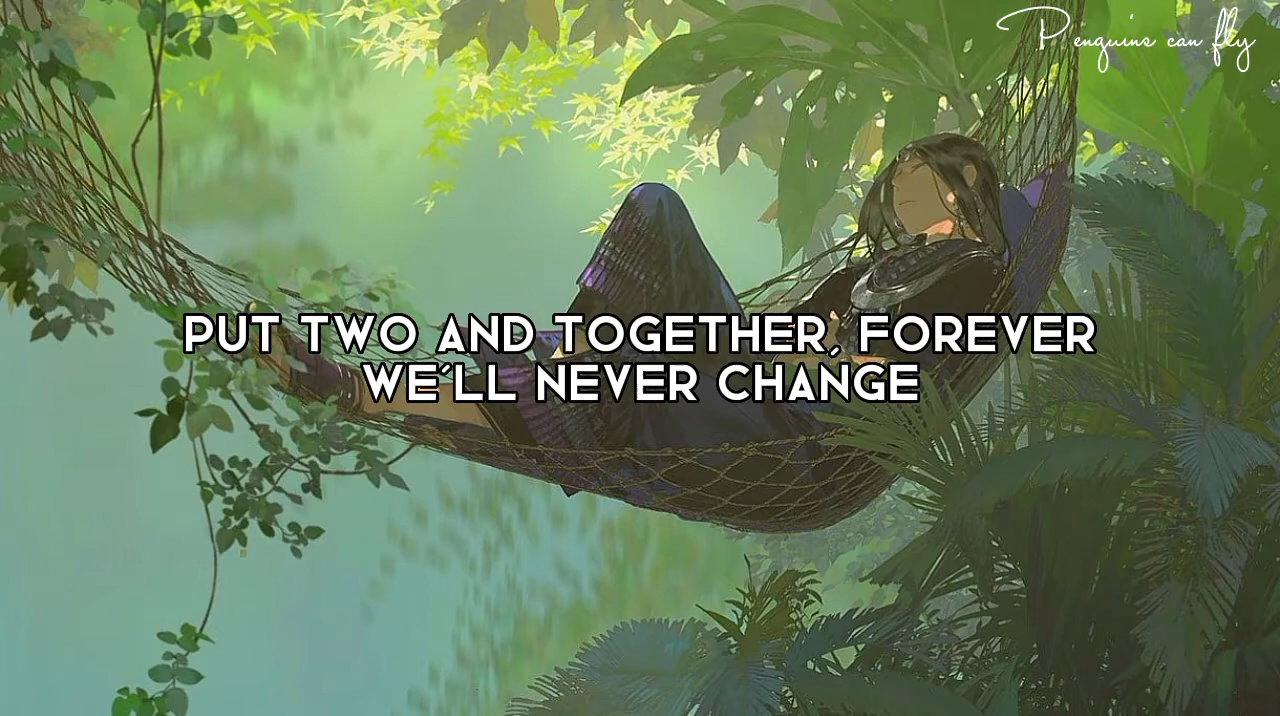 Penguins can fly
PUT TWO AND TOGETHER, FOREVER
WE'LL NEVER CHANGE